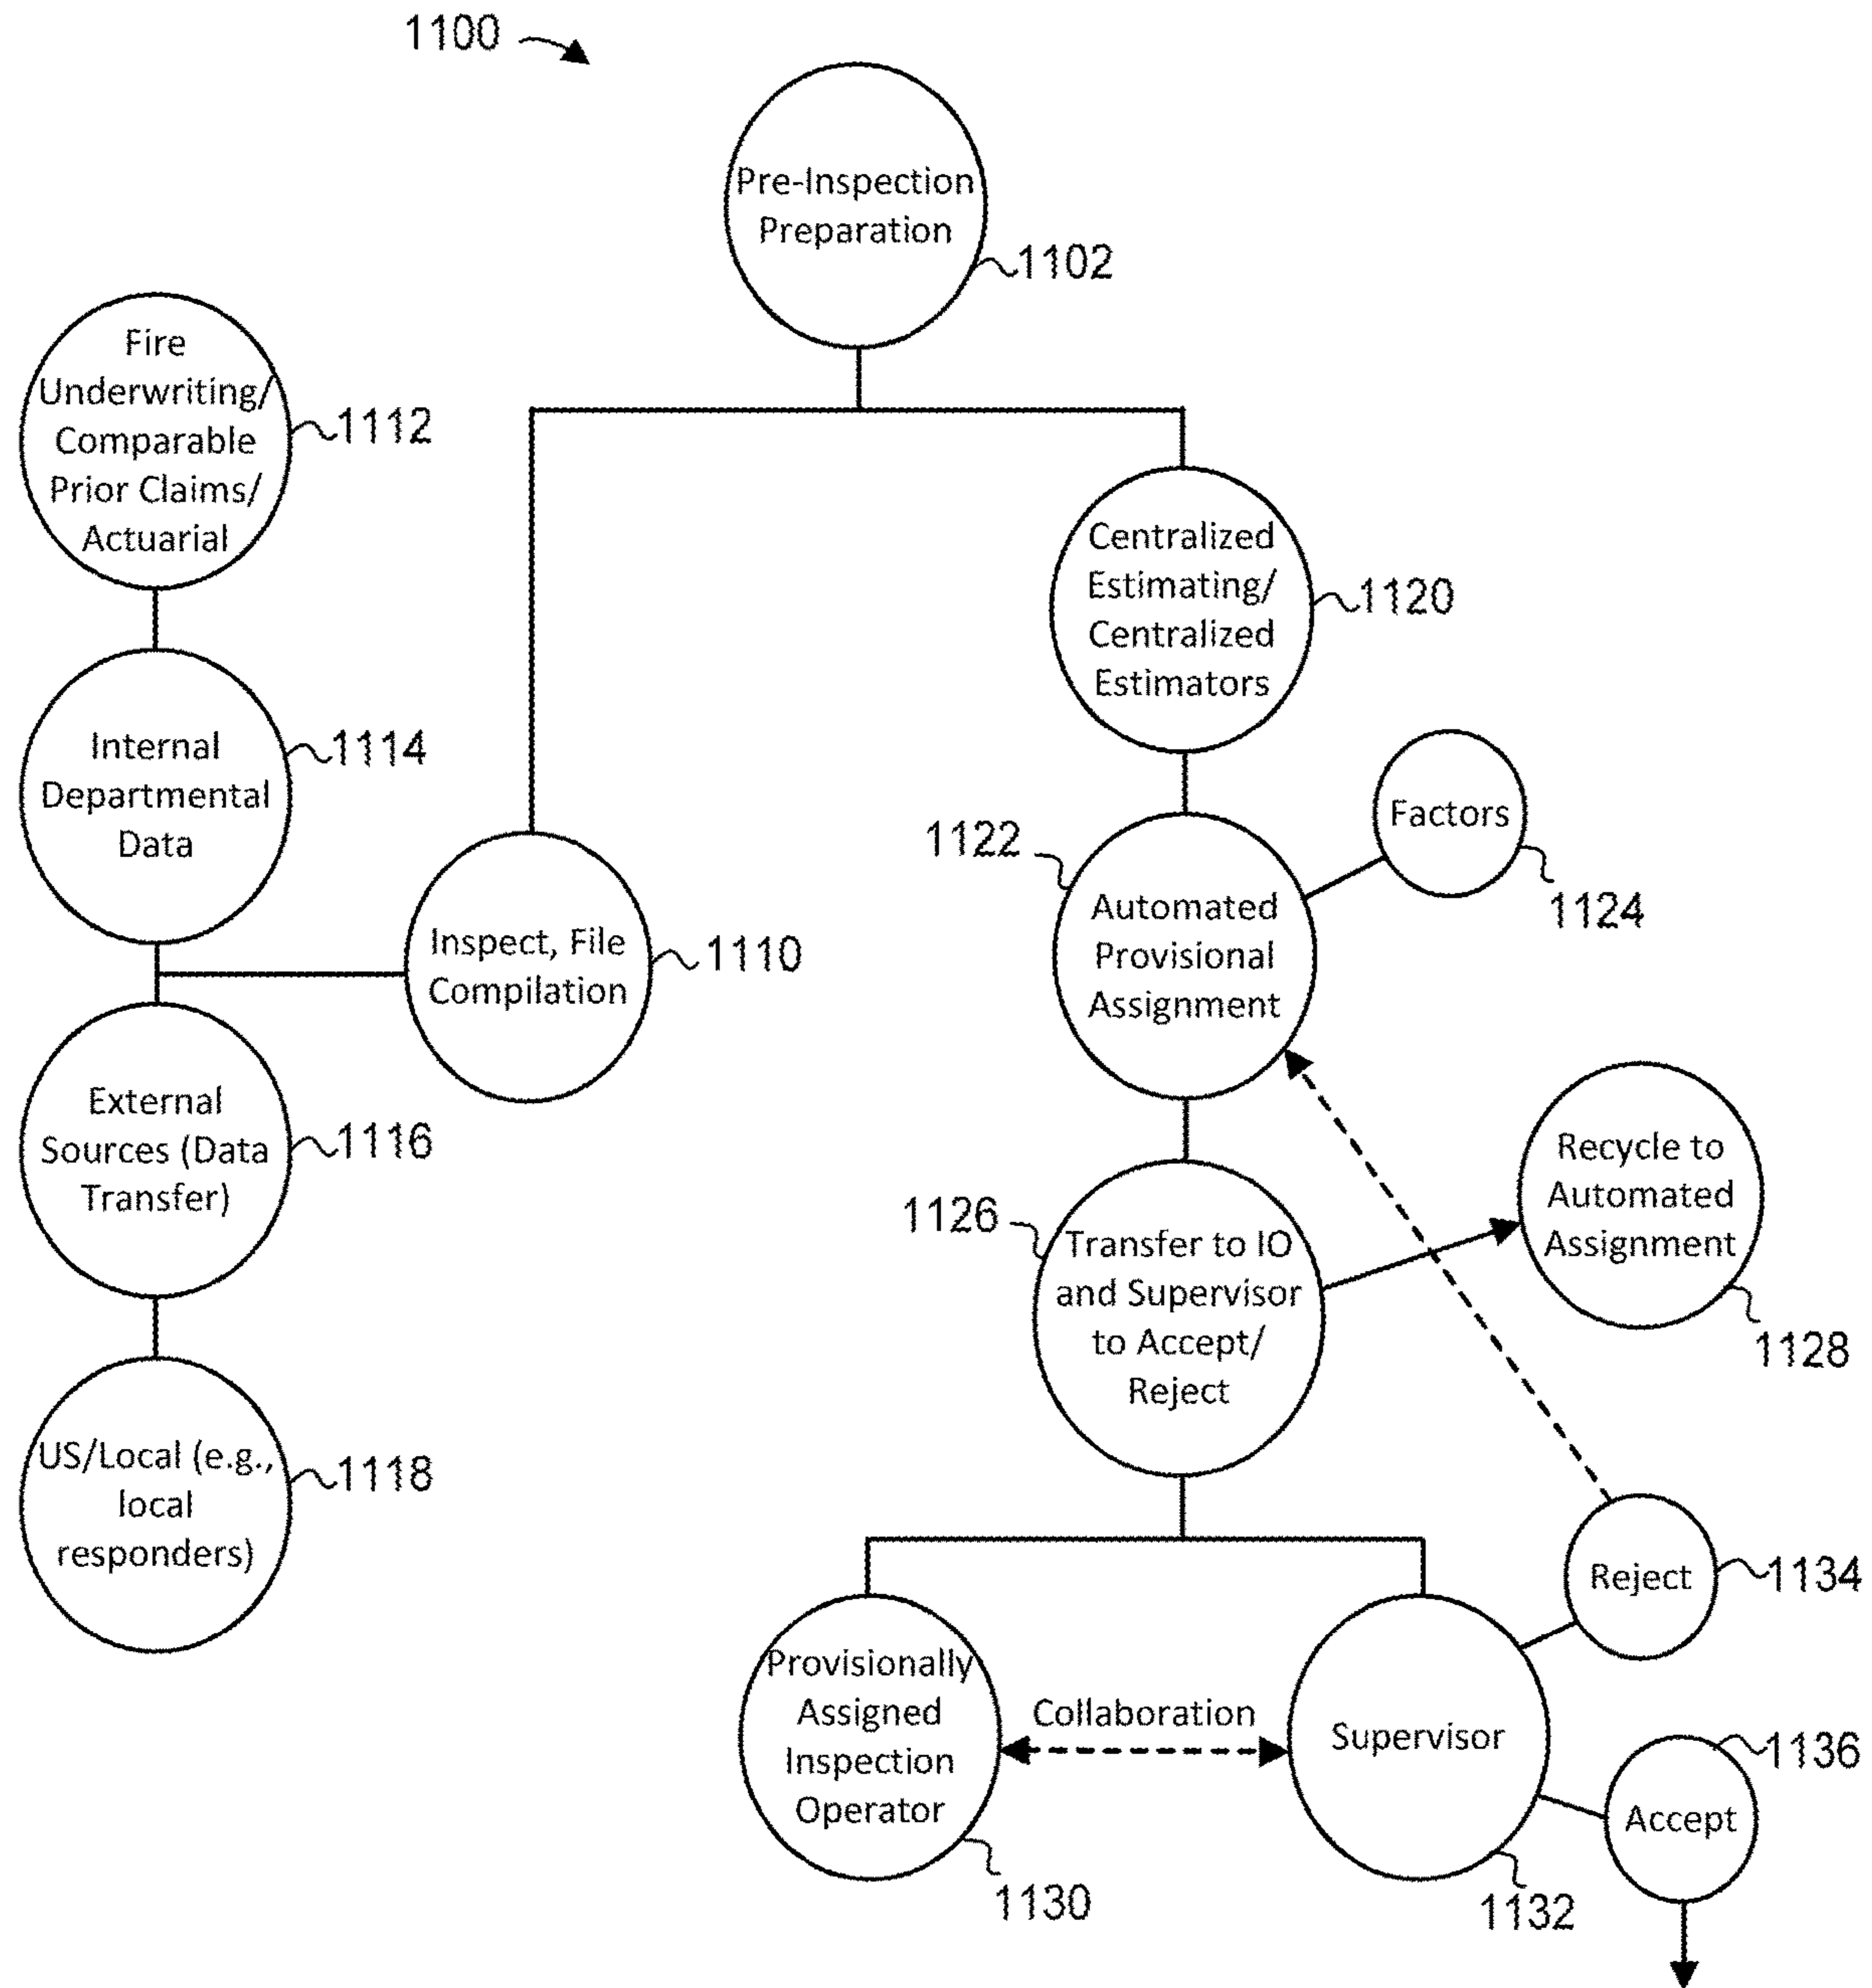 1100
Pre-Inspection
Preparation
1102
Fire
Underwriting/
Comparable
Prior Claims/
Actuarial
1112
Internal
Departmental
Data
1114
Inspect, File
Compilation
1110
External
Sources (Data
Transfer)
1116
US/Local (e.g.,
local
responders)
1118
Centralized
Estimating/
Centralized
Estimators
1120
1122
Automated
Provisional
Assignment
Factors
1124
1126
Transfer to IO
and Supervisor
to Accept/
Reject
Recycle to
Automated
Assignment
1128
Reject
1134
Provisionally
Assigned
Inspection
Operator
1130
Collaboration
Supervisor
1132
1136
Accept